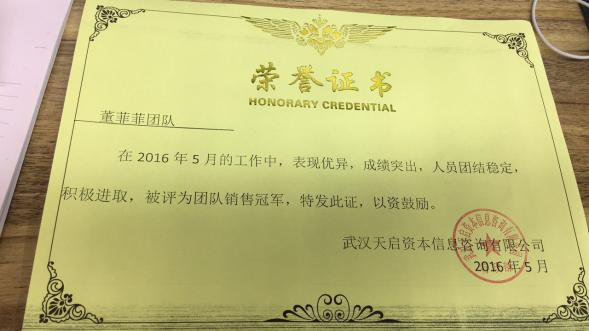 荣誉证书
HONORARY CREDENTIAL
董菲菲团队
在 2016 年 5 月的工作中，表现优异，成绩突出，人员团结稳定，
积极进取，被评为团队销售冠军，特发此证，以资鼓励。
武汉天启资本信息咨询有限公司
2016 年 5 月